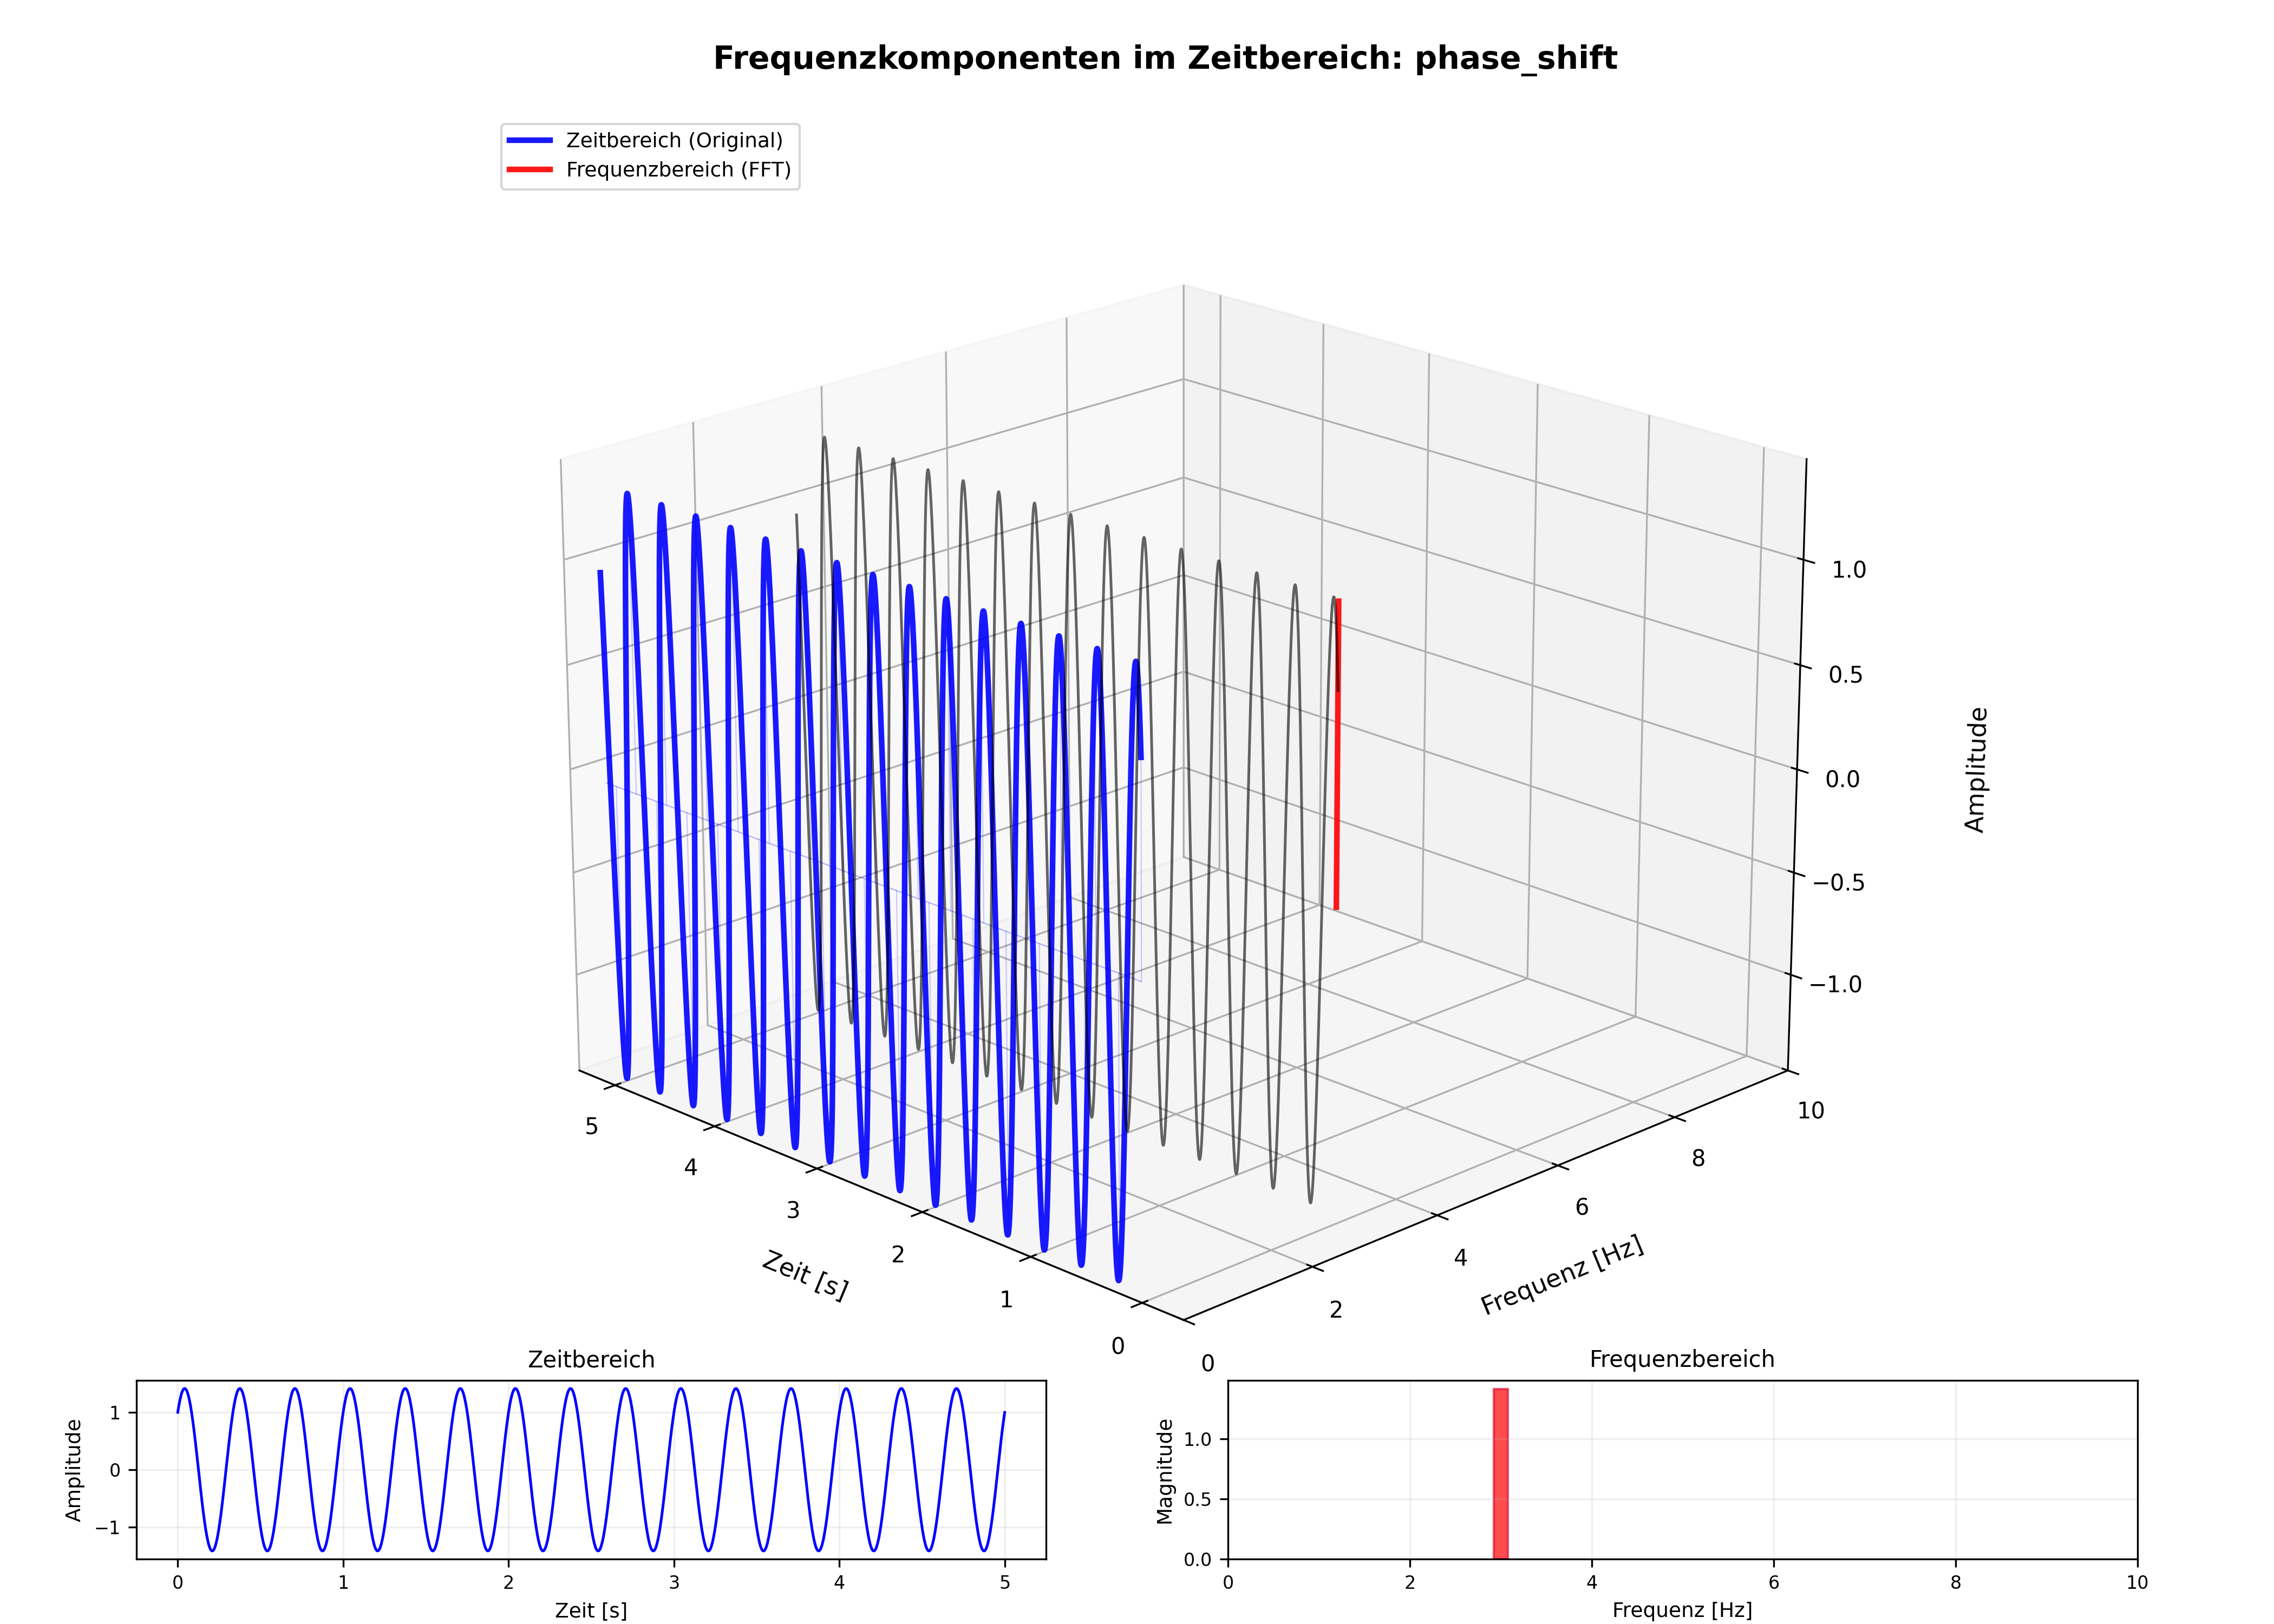 Frequenzkomponenten im Zeitbereich: phase_shift
Zeitbereich (Original)
Frequenzbereich (FFT)
1.0
0.5
0.0
−0.5
−1.0
Amplitude
5
4
3
2
1
0
Zeit [s]
0
2
4
6
8
10
Frequenz [Hz]
Zeitbereich
Amplitude
1
0
−1
0
1
2
3
4
5
Zeit [s]
Frequenzbereich
Magnitude
1.0
0.5
0.0
0
2
4
6
8
10
Frequenz [Hz]